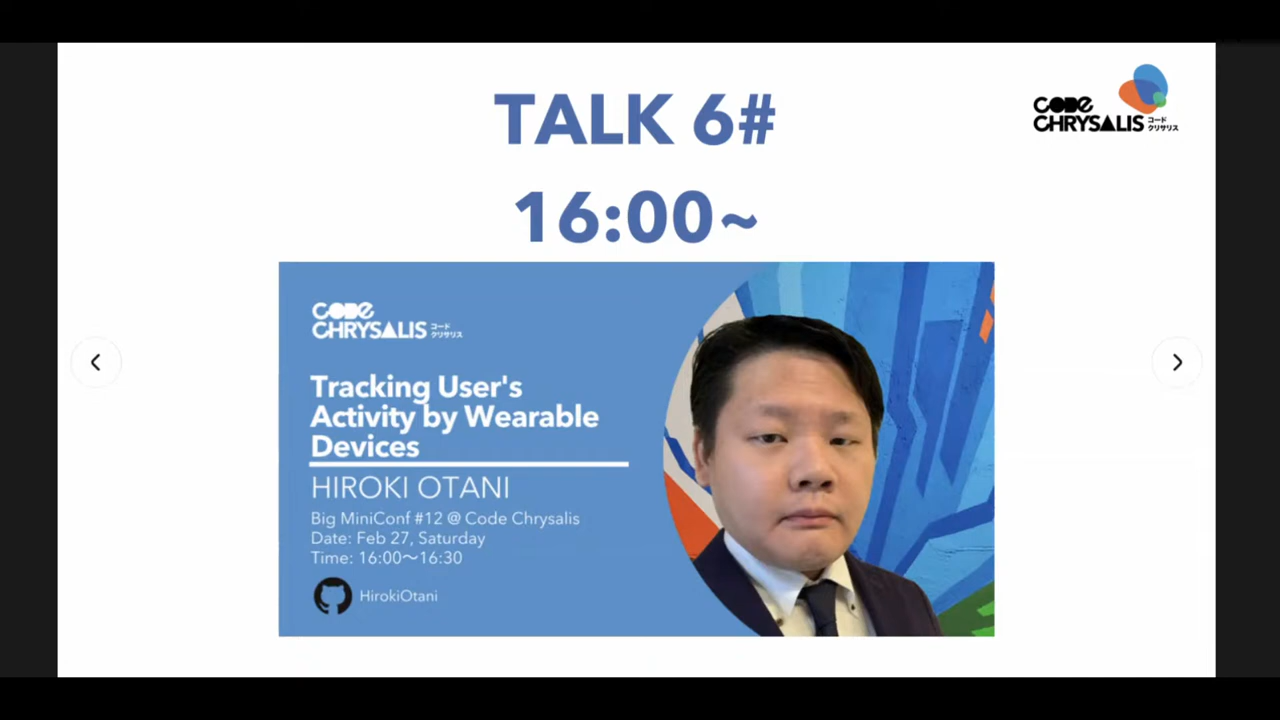 TALK 6#
CODE
CHRYSALIS コード
クリサリス
16:00~
CODE
CHRYSALIS コード
クリサリス
Tracking User's
Activity by Wearable
Devices
HIROKI OTANI
Big MiniConf #12 @ Code Chrysalis
Date: Feb 27, Saturday
Time: 16:00〜16:30
HirokiOtani